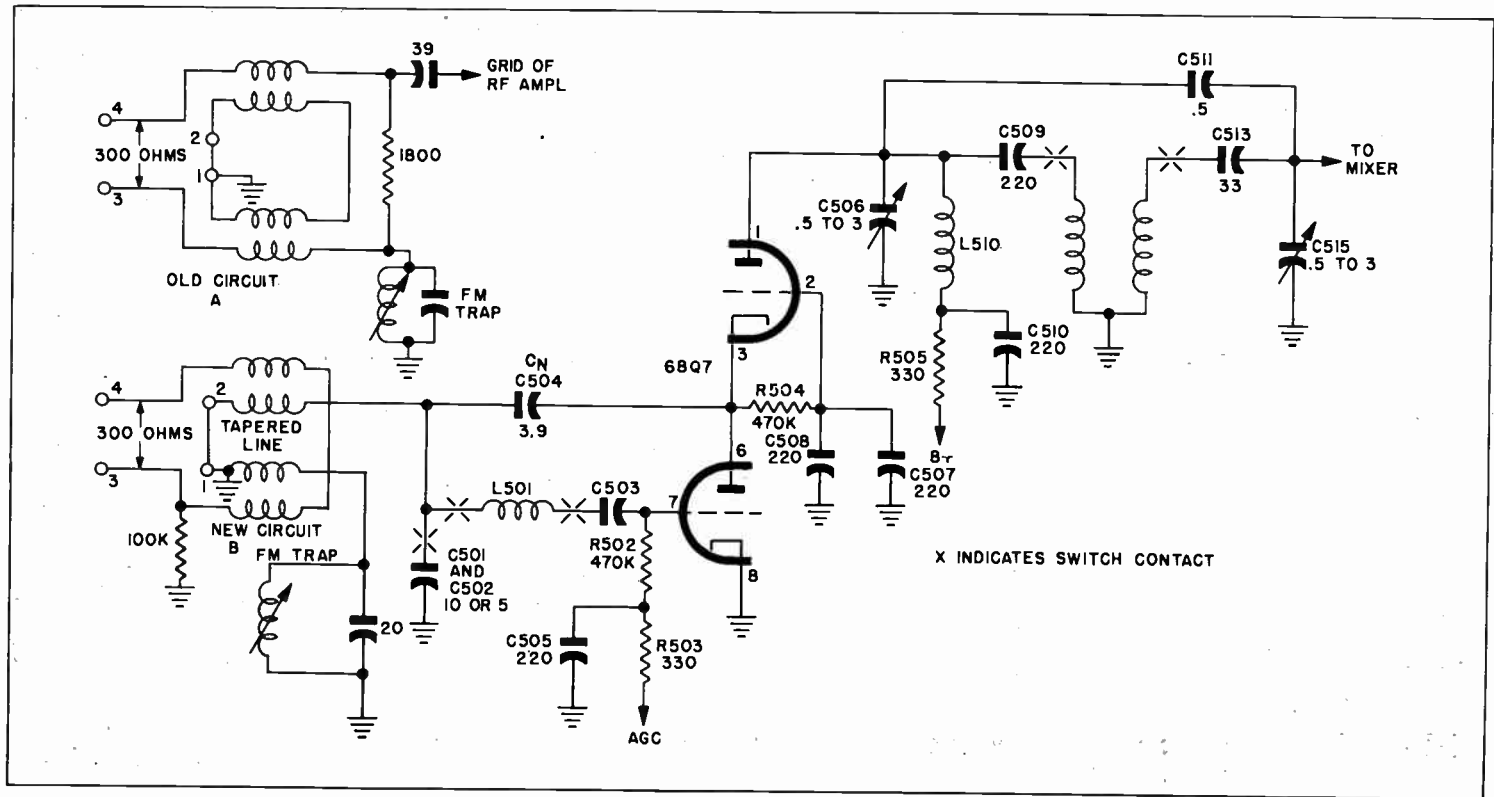 39
GRID OF
RF AMPL
4
2
300 OHMS
1
3
1800
OLD CIRCUIT
A
FM
TRAP
C511
.5
C509
220
C513
33
TO
MIXER
C506
.5 TO 3
L510
C515
.5 TO 3
1
2
3
6BQ7
C510
220
R505
330
B+
4
2
300 OHMS
TAPERED
LINE
1
3
NEW CIRCUIT
B
100K
FM TRAP
20
CN
C504
3.9
R504
470K
C508
220
C507
220
6
7
8
L501
C503
C501
AND
C502
10 OR 5
R502
470K
C505
220
R503
330
AGC
X INDICATES SWITCH CONTACT